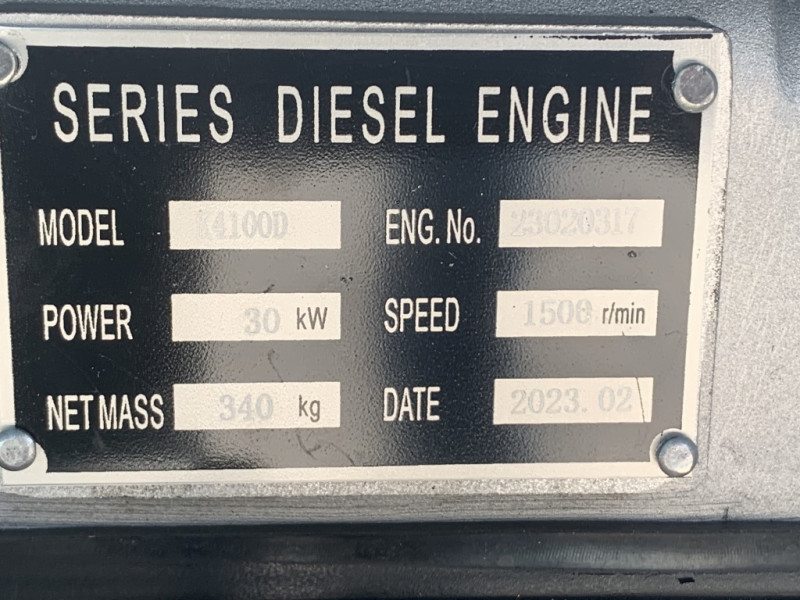 SERIES DIESEL ENGINE
MODEL K4100D ENG. No. 23020317
POWER 30 kW SPEED 1500 r/min
NET MASS 340 kg DATE 2023.02